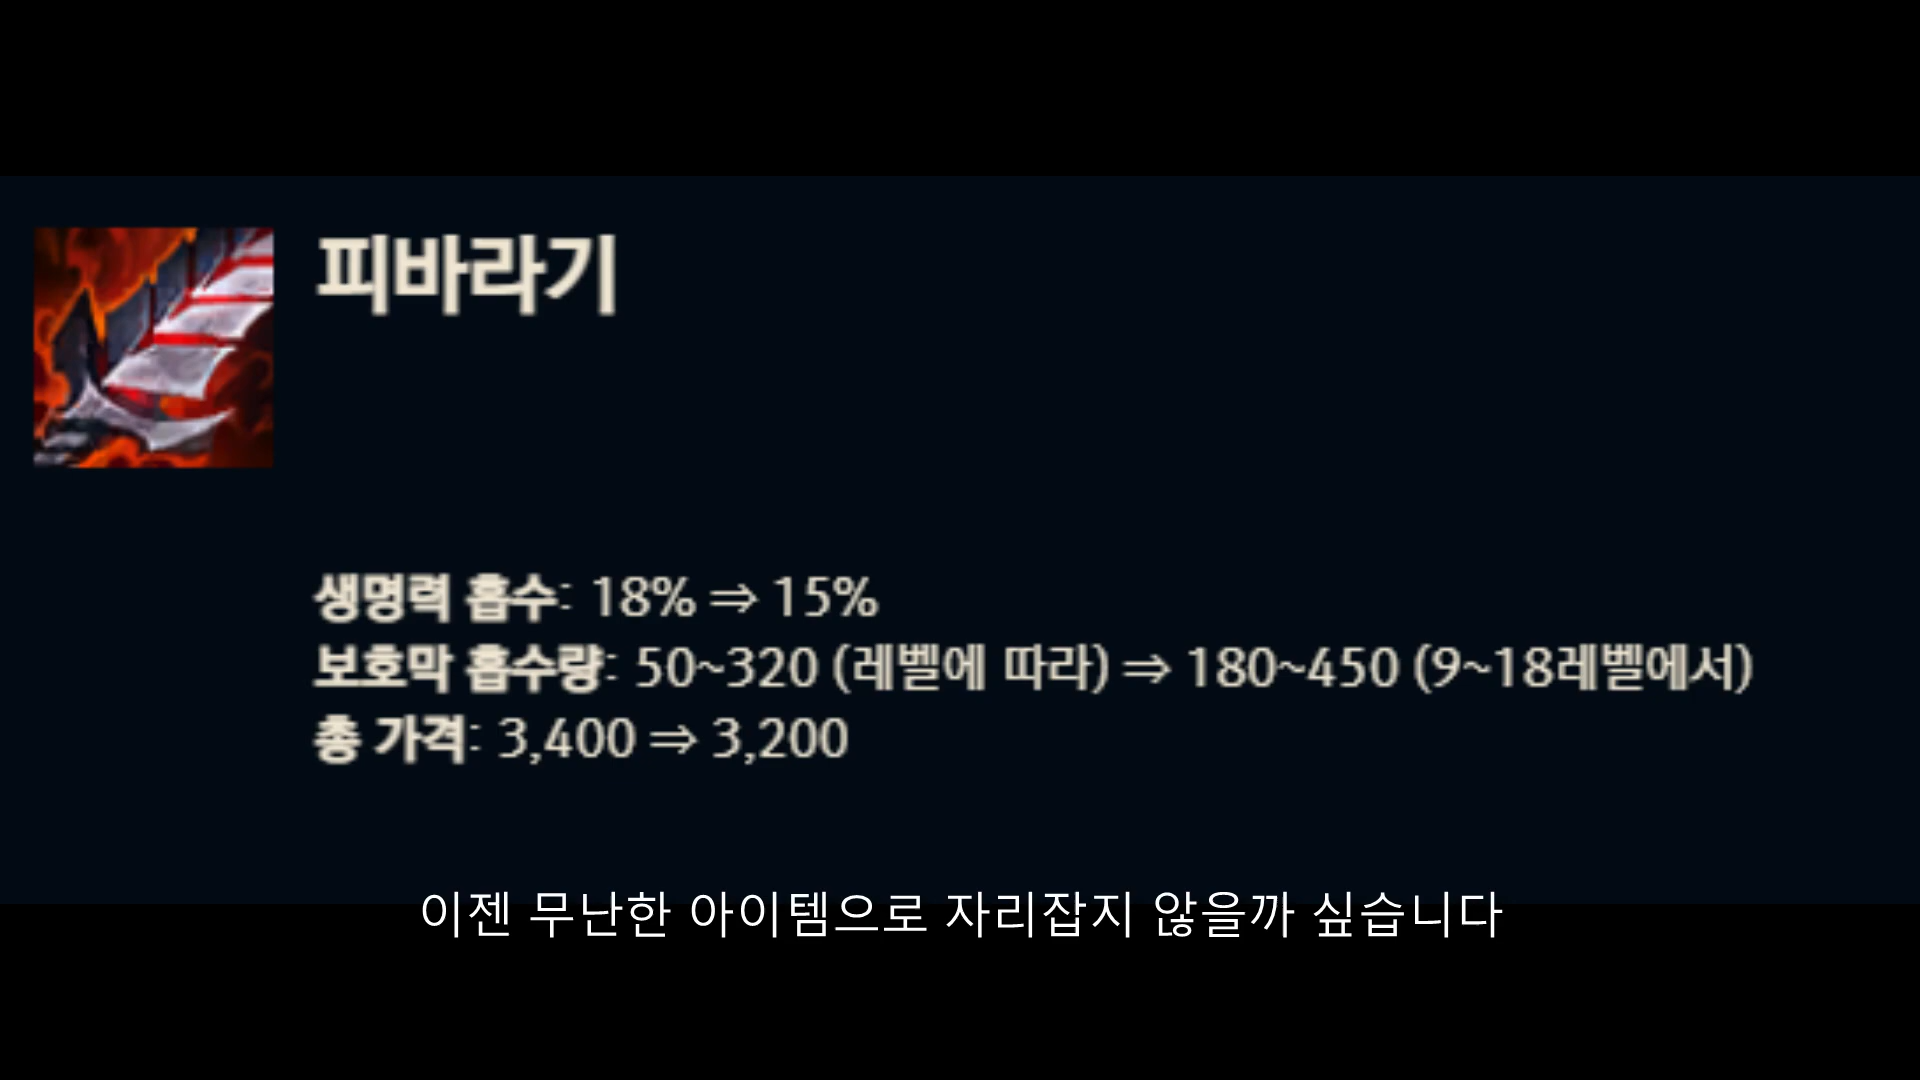 피바라기
생명력 흡수: 18% ⇒ 15%
보호막 흡수량: 50~320 (레벨에 따라) ⇒ 180~450 (9~18레벨에서)
총 가격: 3,400 ⇒ 3,200
이젠 무난한 아이템으로 자리잡지 않을까 싶습니다